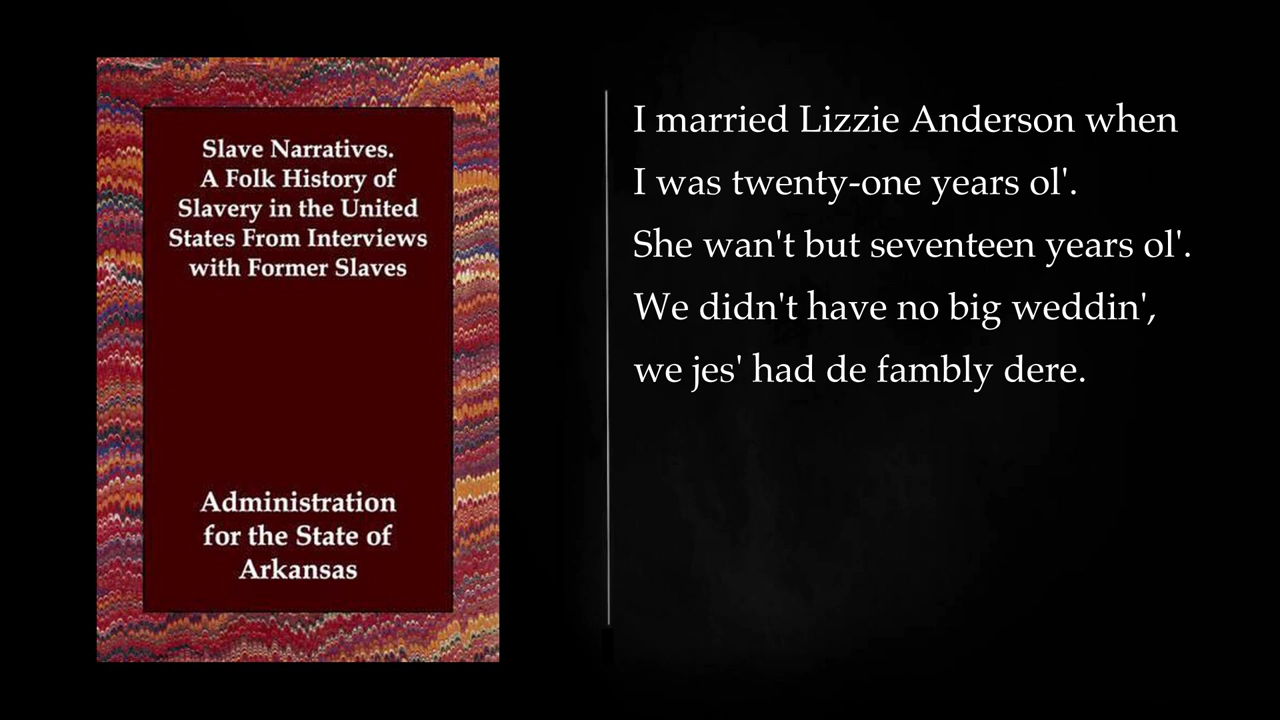 Slave Narratives.
A Folk History of
Slavery in the United
States From Interviews
with Former Slaves
Administration
for the State of
Arkansas
I married Lizzie Anderson when
I was twenty-one years ol'.
She wan't but seventeen years ol'.
We didn't have no big weddin',
we jes' had de fambly dere.